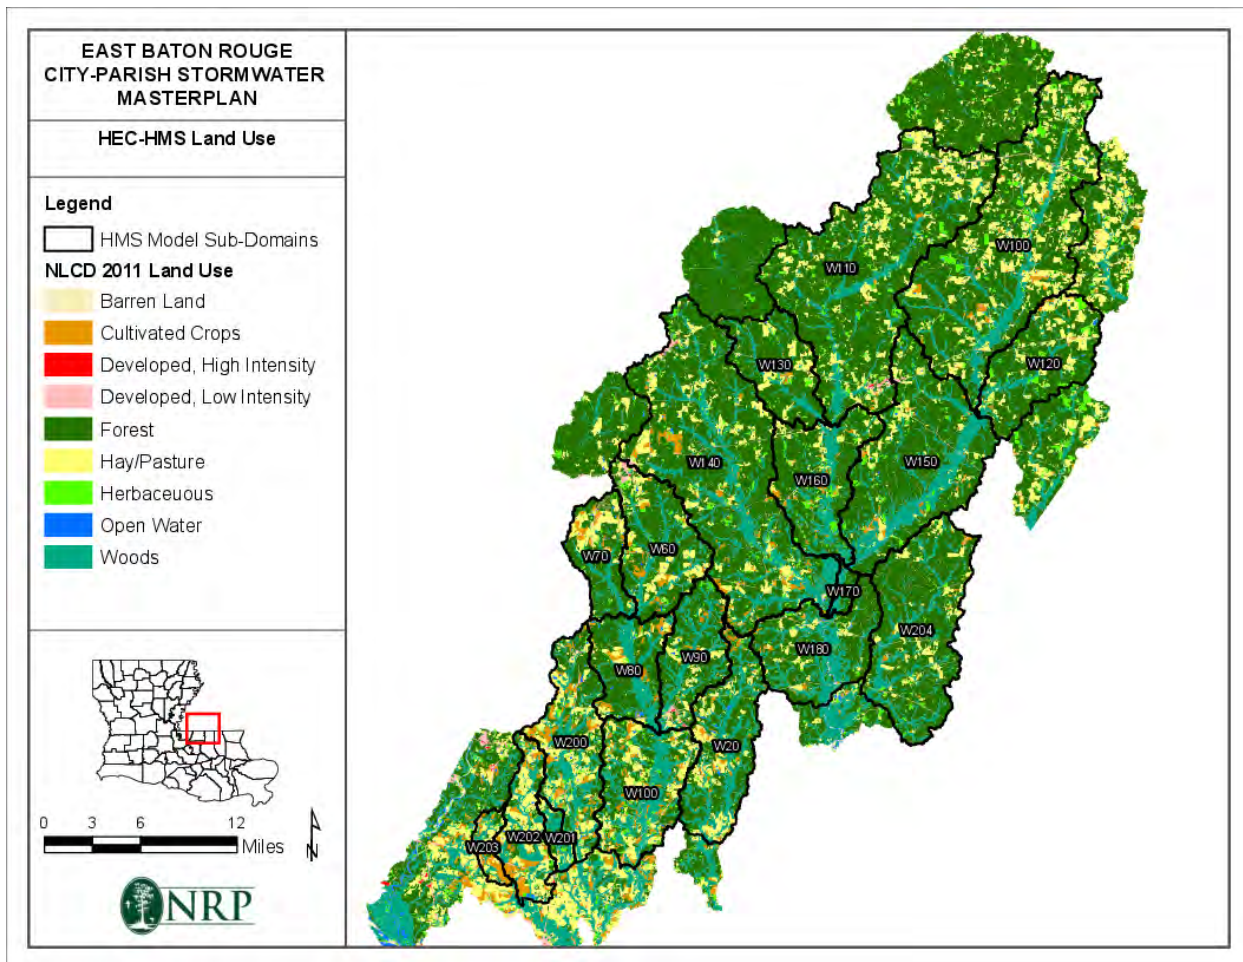 EAST BATON ROUGE
CITY-PARISH STORMWATER
MASTERPLAN
HEC-HMS Land Use
Legend
HMS Model Sub-Domains
NLCD 2011 Land Use
Barren Land
Cultivated Crops
Developed, High Intensity
Developed, Low Intensity
Forest
Hay/Pasture
Herbaceuous
Open Water
Woods
0 3 6 12
Miles
N
NRP
W110
W100
W130
W120
W140
W160
W150
W70
W60
W170
W204
W80
W90
W180
W200
W20
W100
W203
W202
W201